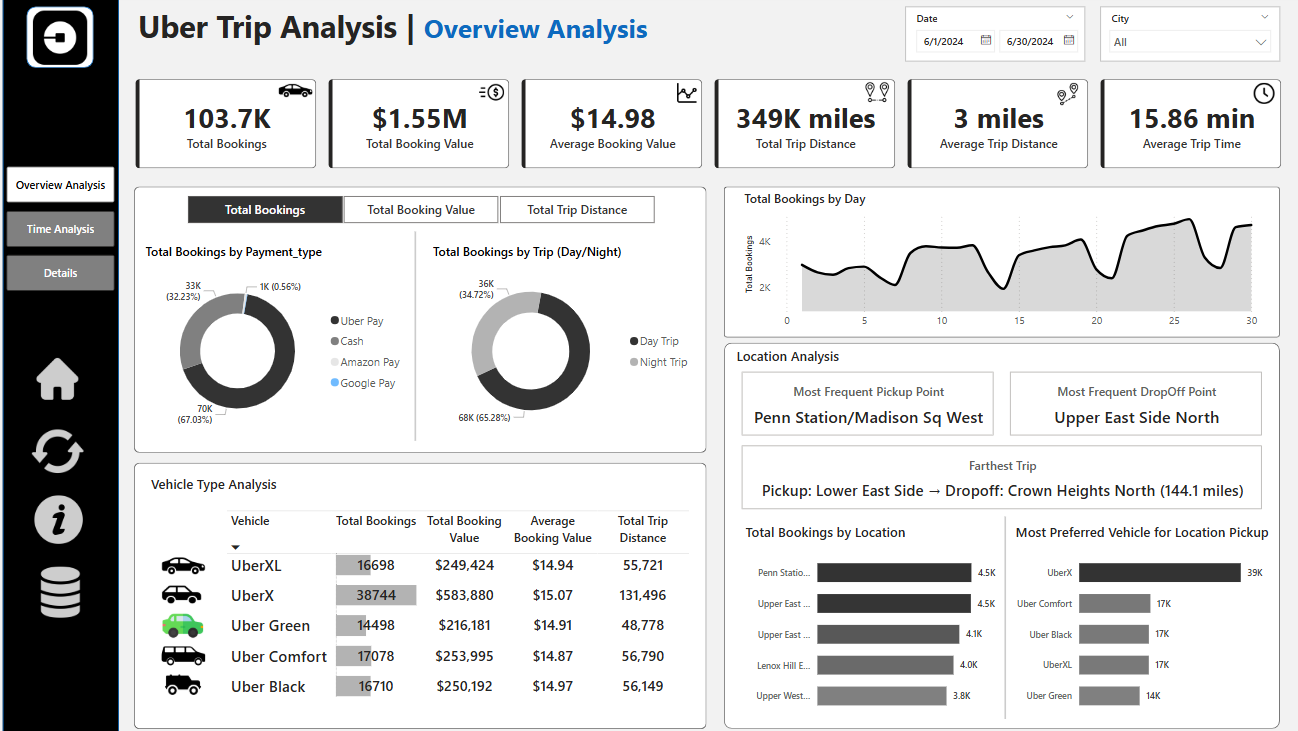 Uber Trip Analysis | Overview Analysis
Date
6/1/2024 6/30/2024
City
All
103.7K
Total Bookings
$1.55M
Total Booking Value
$14.98
Average Booking Value
349K miles
Total Trip Distance
3 miles
Average Trip Distance
15.86 min
Average Trip Time
Overview Analysis
Time Analysis
Details
Total Bookings
Total Booking Value
Total Trip Distance
Total Bookings by Payment_type
33K
(32.23%)
1K (0.56%)
70K
(67.03%)
Uber Pay
Cash
Amazon Pay
Google Pay
Total Bookings by Trip (Day/Night)
36K
(34.72%)
68K (65.28%)
Day Trip
Night Trip
Total Bookings by Day
Total Bookings
4K
2K
0 5 10 15 20 25 30
Vehicle Type Analysis
Vehicle Total Bookings Total Booking Value Average Booking Value Total Trip Distance
UberXL 16698 $249,424 $14.94 55,721
UberX 38744 $583,880 $15.07 131,496
Uber Green 14498 $216,181 $14.91 48,778
Uber Comfort 17078 $253,995 $14.87 56,790
Uber Black 16710 $250,192 $14.97 56,149
Location Analysis
Most Frequent Pickup Point
Penn Station/Madison Sq West
Most Frequent DropOff Point
Upper East Side North
Farthest Trip
Pickup: Lower East Side → Dropoff: Crown Heights North (144.1 miles)
Total Bookings by Location
Penn Statio... 4.5K
Upper East ... 4.5K
Upper East ... 4.1K
Lenox Hill E... 4.0K
Upper West... 3.8K
Most Preferred Vehicle for Location Pickup
UberX 39K
Uber Comfort 17K
Uber Black 17K
UberXL 17K
Uber Green 14K